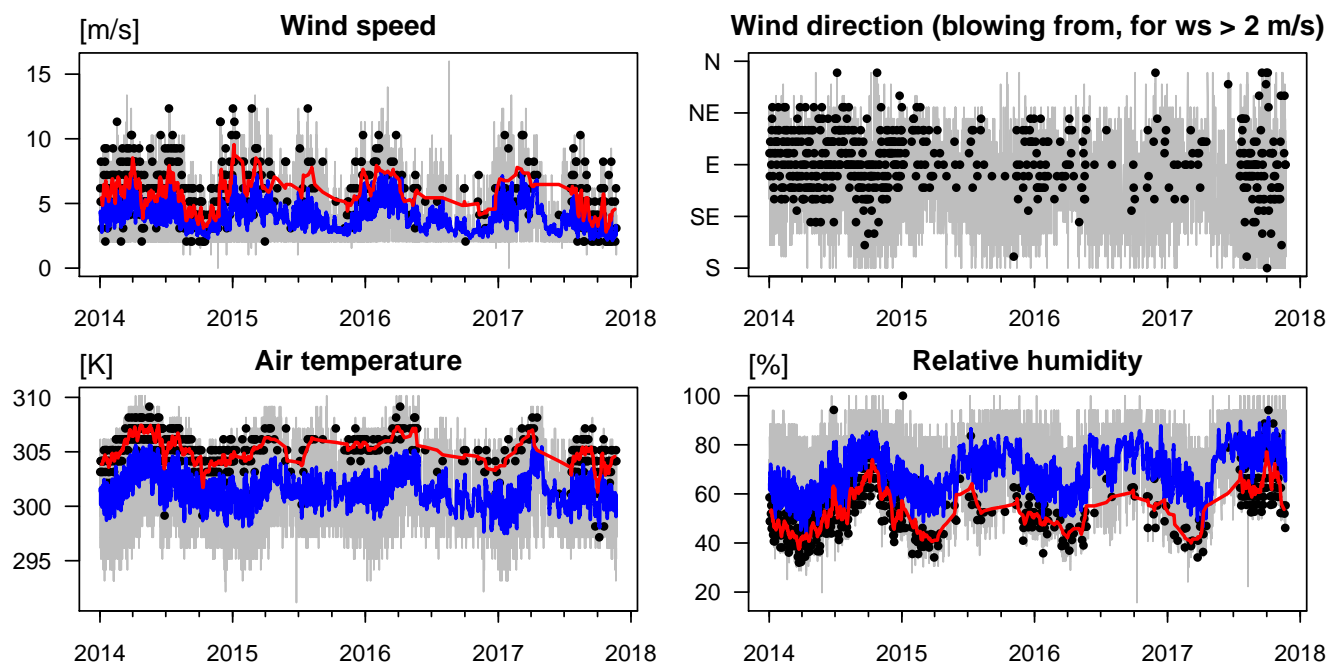 [m/s] Wind speed
15
10
5
0
2014 2015 2016 2017 2018
Wind direction (blowing from, for ws > 2 m/s)
N
NE
E
SE
S
2014 2015 2016 2017 2018
[K] Air temperature
310
305
300
295
2014 2015 2016 2017 2018
[%] Relative humidity
100
80
60
40
20
2014 2015 2016 2017 2018